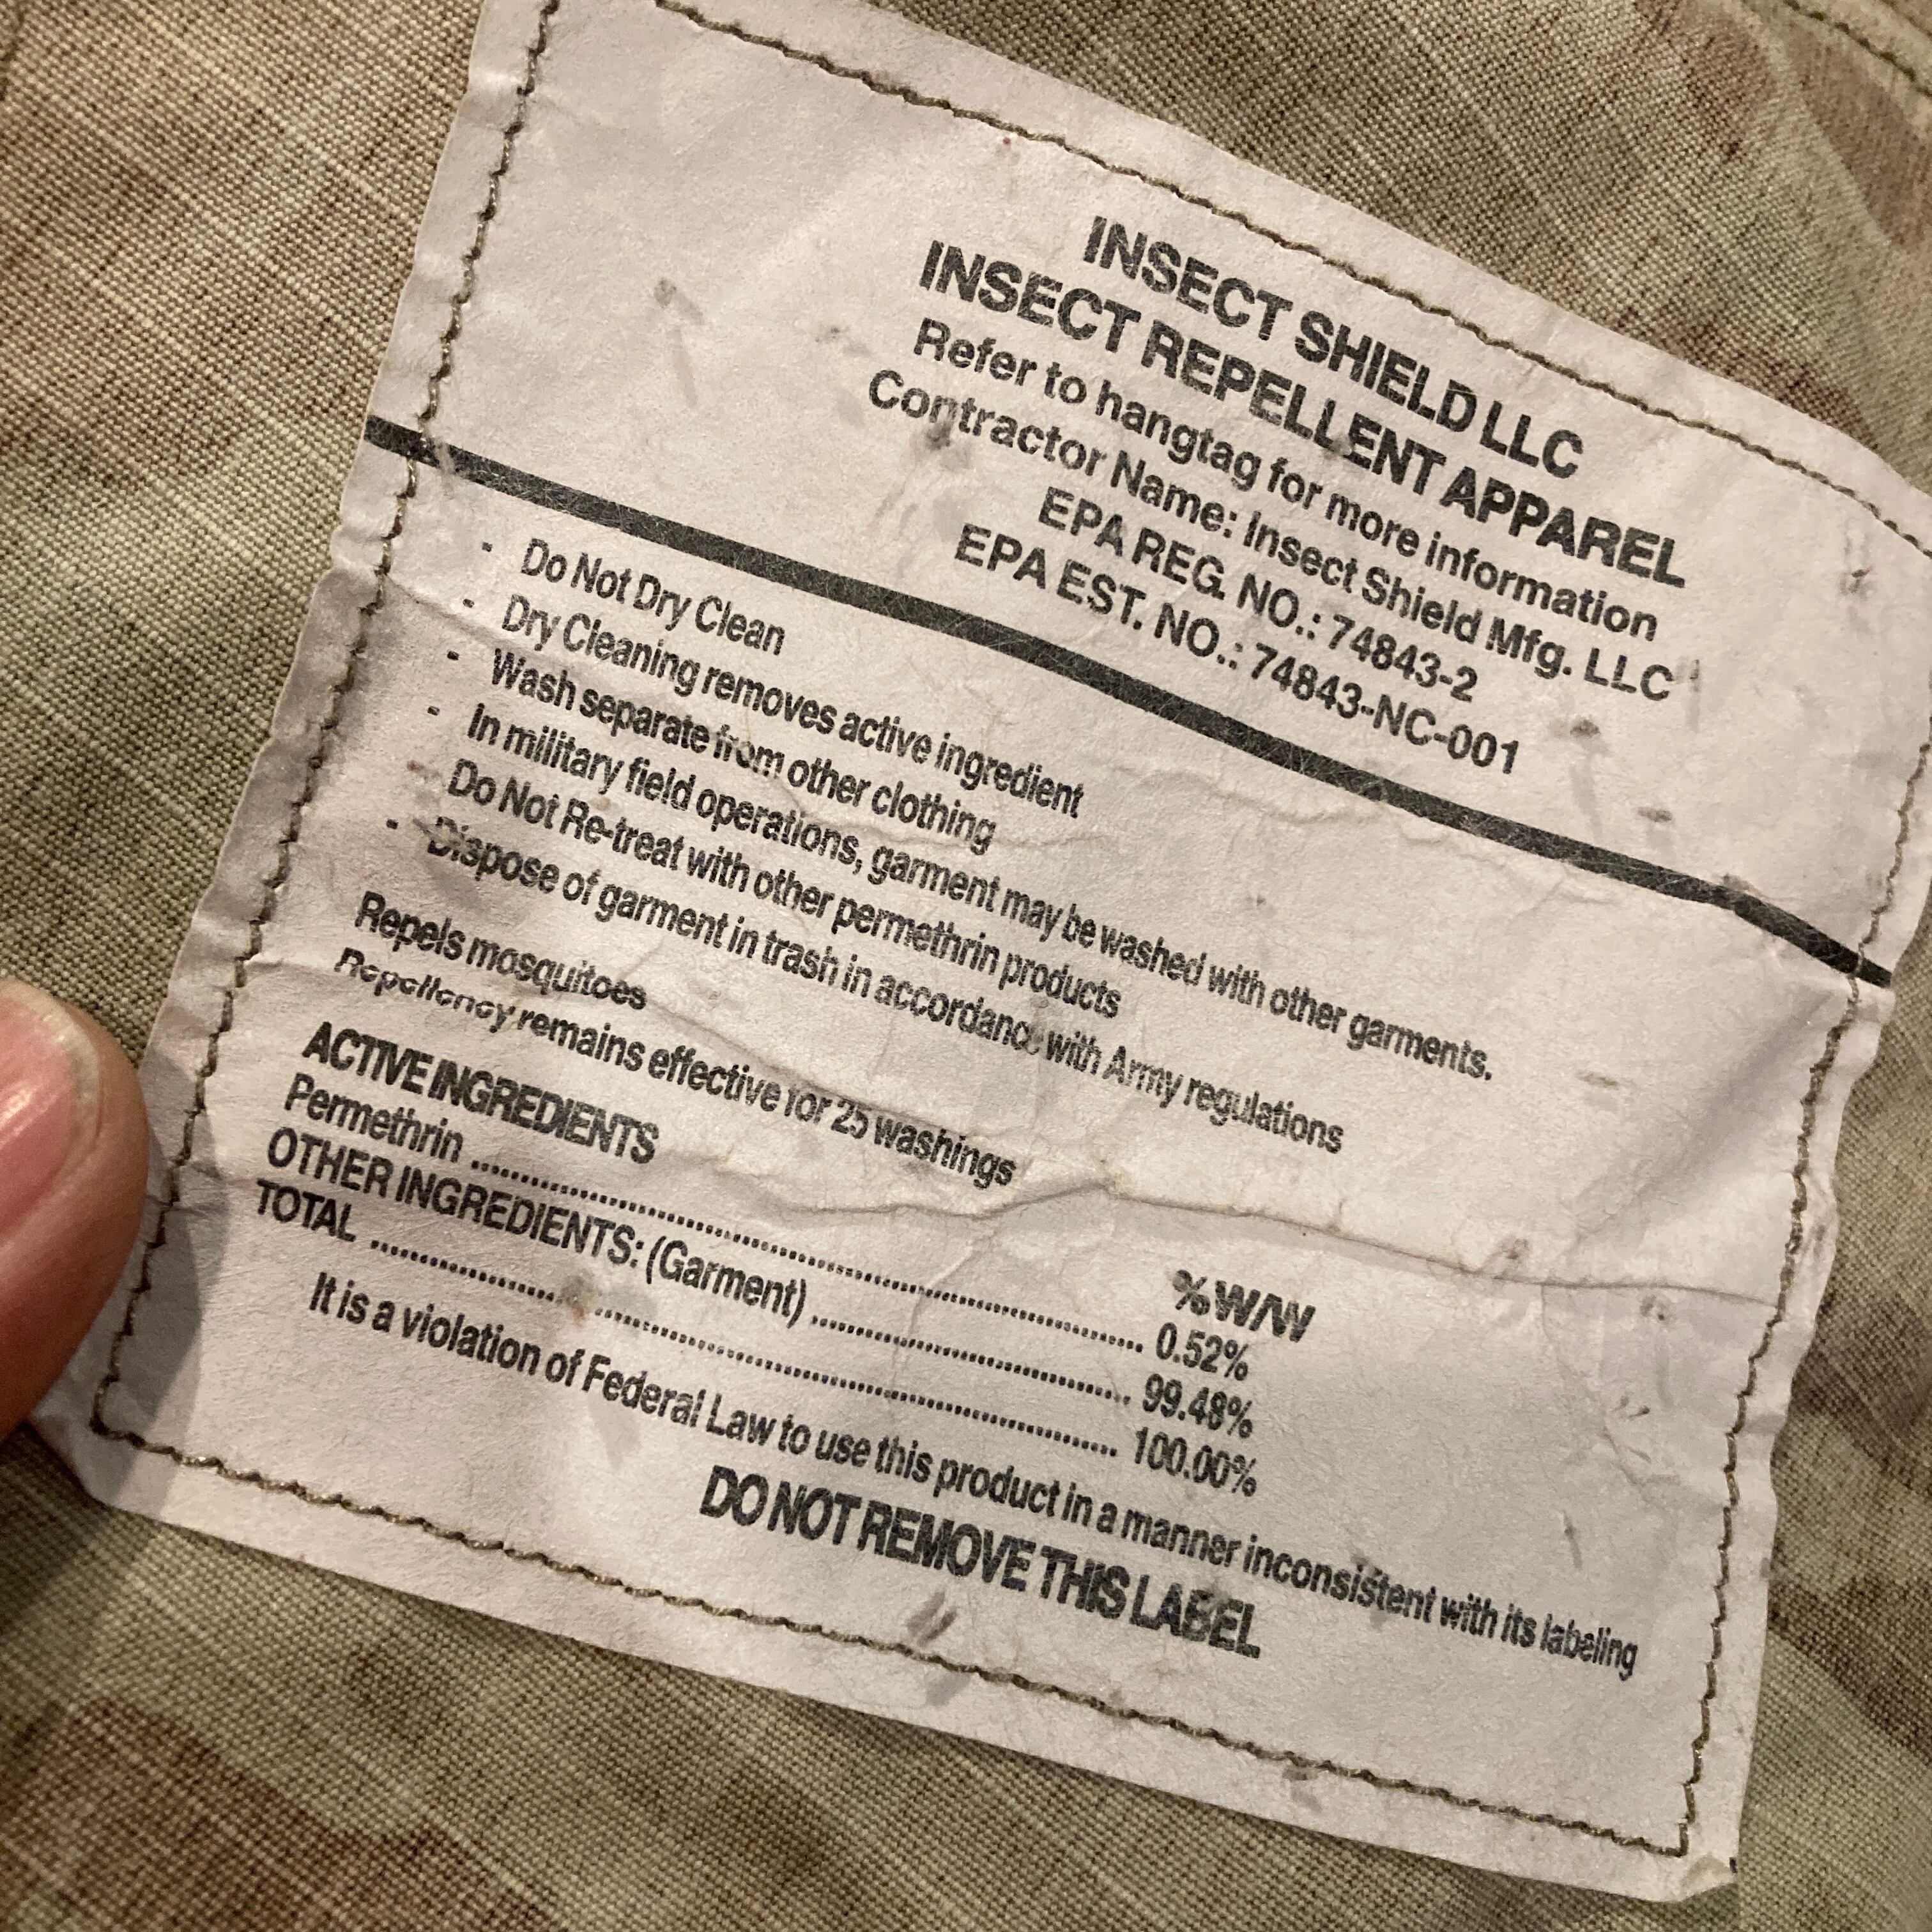 INSECT SHIELD LLC
INSECT REPELLENT APPAREL
Refer to hangtag for more information
Contractor Name: Insect Shield Mfg. LLC
EPA REG. NO.: 74843-2
EPA EST. NO.: 74843-NC-001
- Do Not Dry Clean
- Dry Cleaning removes active ingredient
- Wash separate from other clothing
- In military field operations, garment may be washed with other garments.
Do Not Re-treat with other permethrin products
- Dispose of garment in trash in accordance with Army regulations
Repels mosquitoes
Repellency remains effective for 25 washings
ACTIVE INGREDIENTS %W/W
Permethrin ........................................ 0.52%
OTHER INGREDIENTS: (Garment) .................... 99.48%
TOTAL ............................................. 100.00%
It is a violation of Federal Law to use this product in a manner inconsistent with its labeling
DO NOT REMOVE THIS LABEL